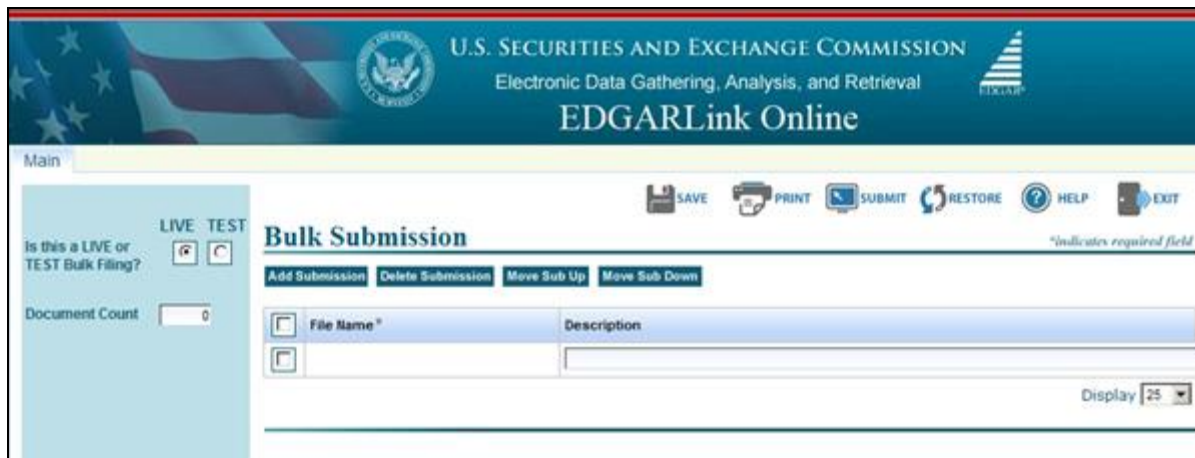 U.S. SECURITIES AND EXCHANGE COMMISSION
Electronic Data Gathering, Analysis, and Retrieval
EDGAR®
EDGARLink Online
Main
SAVE PRINT SUBMIT RESTORE HELP EXIT
LIVE TEST
Is this a LIVE or
TEST Bulk Filing?
Document Count 0
Bulk Submission
*indicates required field
Add Submission Delete Submission Move Sub Up Move Sub Down
File Name* Description
Display 25